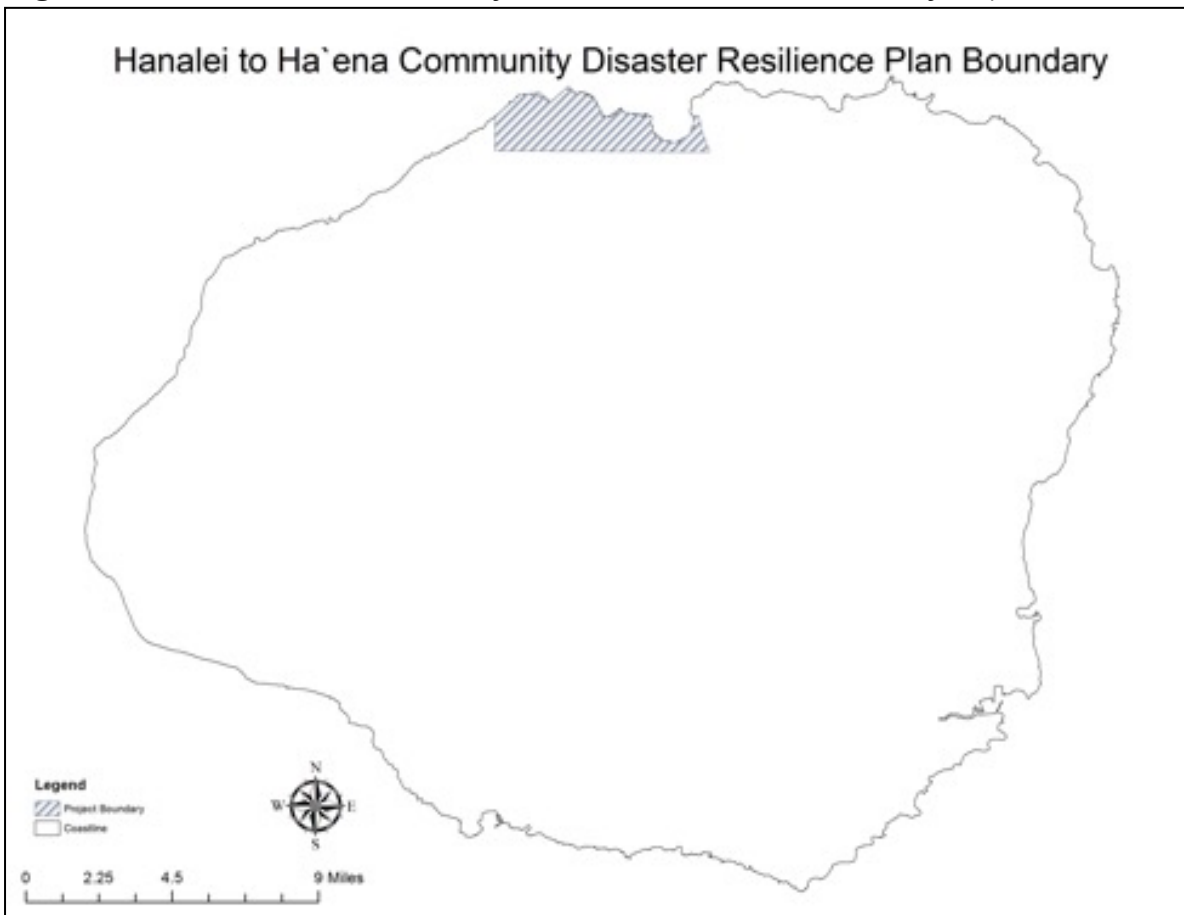 Hanalei to Ha`ena Community Disaster Resilience Plan Boundary
N
W E
S
Legend
Project Boundary
Coastline
0 2.25 4.5 9 Miles